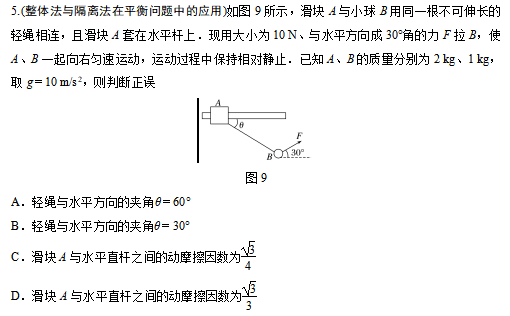 5.(整体法与隔离法在平衡问题中的应用)如图 9 所示，滑块 A 与小球 B 用同一根不可伸长的
轻绳相连，且滑块 A 套在水平杆上．现用大小为 10 N、与水平方向成 30°角的力 F 拉 B，使
A、B 一起向右匀速运动，运动过程中保持相对静止．已知 A、B 的质量分别为 2 kg、1 kg，
取 g = 10 m/s²，则判断正误
A
θ
F
B
30°
图 9
A．轻绳与水平方向的夹角θ = 60°
B．轻绳与水平方向的夹角θ = 30°
C．滑块 A 与水平直杆之间的动摩擦因数为√3/4
D．滑块 A 与水平直杆之间的动摩擦因数为√3/3